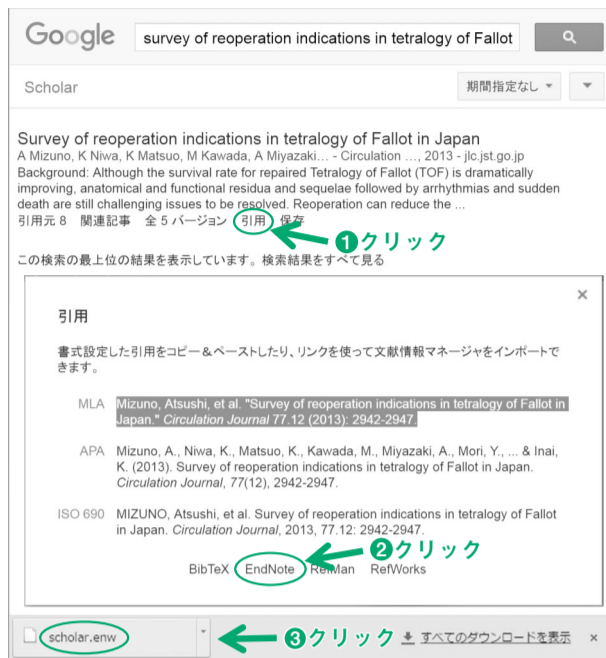 Google
survey of reoperation indications in tetralogy of Fallot
Scholar
期間指定なし
Survey of reoperation indications in tetralogy of Fallot in Japan
A Mizuno, K Niwa, K Matsuo, M Kawada, A Miyazaki... - Circulation ..., 2013 - jlc.jst.go.jp
Background: Although the survival rate for repaired Tetralogy of Fallot (TOF) is dramatically
improving, anatomical and functional residua and sequelae followed by arrhythmias and sudden
death are still challenging issues to be resolved. Reoperation can reduce the ...
引用元 8 関連記事 全 5 バージョン 引用 保存
❶クリック
この検索の最上位の結果を表示しています。検索結果をすべて見る
×
引用
書式設定した引用をコピー&ペーストしたり、リンクを使って文献情報マネージャをインポートで
きます。
MLA Mizuno, Atsushi, et al. "Survey of reoperation indications in tetralogy of Fallot in
Japan." Circulation Journal 77.12 (2013): 2942-2947.
APA Mizuno, A., Niwa, K., Matsuo, K., Kawada, M., Miyazaki, A., Mori, Y., ... & Inai,
K. (2013). Survey of reoperation indications in tetralogy of Fallot in Japan.
Circulation Journal, 77(12), 2942-2947.
ISO 690 MIZUNO, Atsushi, et al. Survey of reoperation indications in tetralogy of Fallot
in Japan. Circulation Journal, 2013, 77.12: 2942-2947.
❷クリック
BibTeX EndNote RefMan RefWorks
scholar.enw ❸クリック すべてのダウンロードを表示 ×